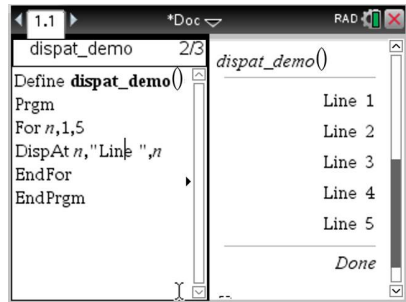 1.1 *Doc RAD
dispat_demo 2/3
Define dispat_demo()
Prgm
For n,1,5
DispAt n,"Line ",n
EndFor
EndPrgm
dispat_demo()
Line 1
Line 2
Line 3
Line 4
Line 5
Done